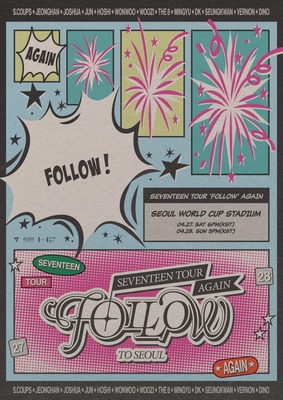 S.COUPS ★ JEONGHAN ★ JOSHUA ★ JUN ★ HOSHI ★ WONWOO ★ WOOZI ★ THE 8 ★ MINGYU ★ DK ★ SEUNGKWAN ★ VERNON ★ DINO
AGAIN
FOLLOW!
SEVENTEEN TOUR 'FOLLOW' AGAIN
SEOUL WORLD CUP STADIUM
04.27. SAT 6PM(KST)
04.28. SUN 5PM(KST)
SEVENTEEN
TOUR
SEVENTEEN TOUR
AGAIN
28
FOLLOW
27
TO SEOUL
AGAIN
S.COUPS ★ JEONGHAN ★ JOSHUA ★ JUN ★ HOSHI ★ WONWOO ★ WOOZI ★ THE 8 ★ MINGYU ★ DK ★ SEUNGKWAN ★ VERNON ★ DINO